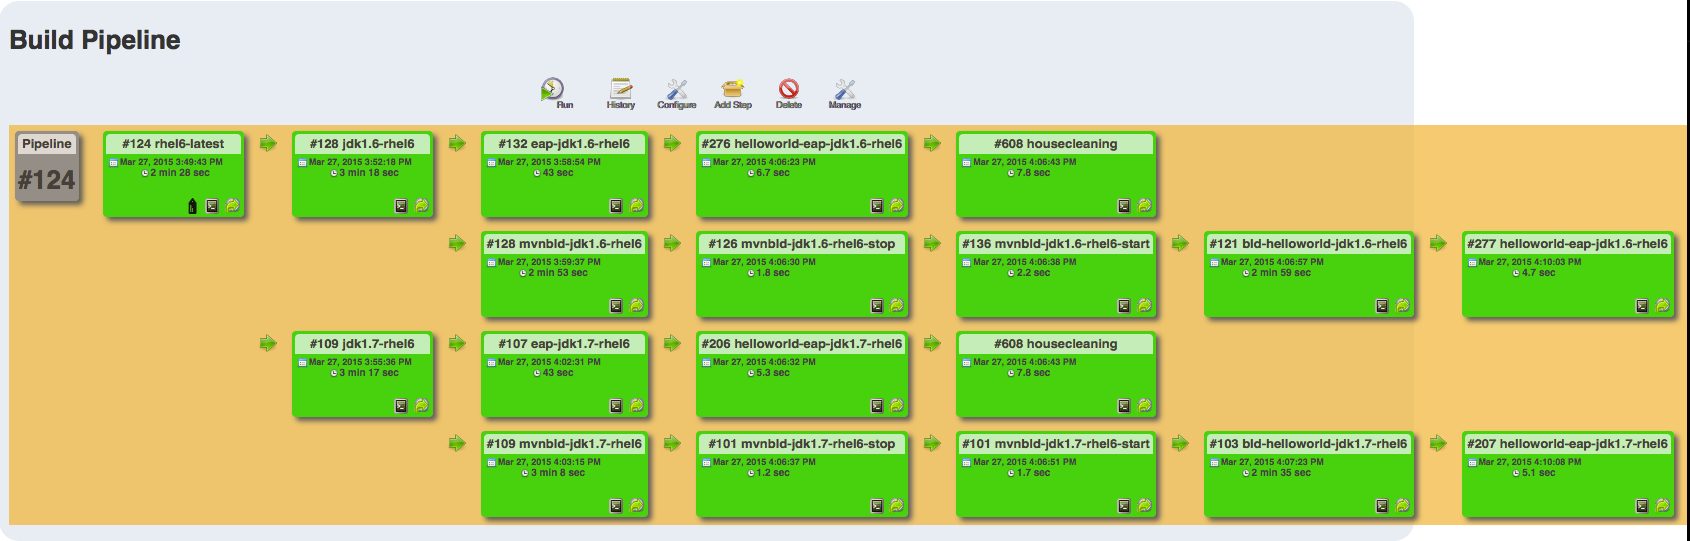 Build Pipeline
Run History Configure Add Step Delete Manage
Pipeline
#124
#124 rhel6-latest
Mar 27, 2015 3:49:43 PM
2 min 28 sec
#128 jdk1.6-rhel6
Mar 27, 2015 3:52:18 PM
3 min 18 sec
#132 eap-jdk1.6-rhel6
Mar 27, 2015 3:58:54 PM
43 sec
#276 helloworld-eap-jdk1.6-rhel6
Mar 27, 2015 4:06:23 PM
6.7 sec
#608 housecleaning
Mar 27, 2015 4:06:43 PM
7.8 sec
#128 mvnbld-jdk1.6-rhel6
Mar 27, 2015 3:59:37 PM
2 min 53 sec
#126 mvnbld-jdk1.6-rhel6-stop
Mar 27, 2015 4:06:30 PM
1.8 sec
#136 mvnbld-jdk1.6-rhel6-start
Mar 27, 2015 4:06:38 PM
2.2 sec
#121 bld-helloworld-jdk1.6-rhel6
Mar 27, 2015 4:06:57 PM
2 min 59 sec
#277 helloworld-eap-jdk1.6-rhel6
Mar 27, 2015 4:10:03 PM
4.7 sec
#109 jdk1.7-rhel6
Mar 27, 2015 3:55:36 PM
3 min 17 sec
#107 eap-jdk1.7-rhel6
Mar 27, 2015 4:02:31 PM
43 sec
#206 helloworld-eap-jdk1.7-rhel6
Mar 27, 2015 4:06:32 PM
5.3 sec
#608 housecleaning
Mar 27, 2015 4:06:43 PM
7.8 sec
#109 mvnbld-jdk1.7-rhel6
Mar 27, 2015 4:03:15 PM
3 min 8 sec
#101 mvnbld-jdk1.7-rhel6-stop
Mar 27, 2015 4:06:37 PM
1.2 sec
#101 mvnbld-jdk1.7-rhel6-start
Mar 27, 2015 4:06:51 PM
1.7 sec
#103 bld-helloworld-jdk1.7-rhel6
Mar 27, 2015 4:07:23 PM
2 min 35 sec
#207 helloworld-eap-jdk1.7-rhel6
Mar 27, 2015 4:10:08 PM
5.1 sec